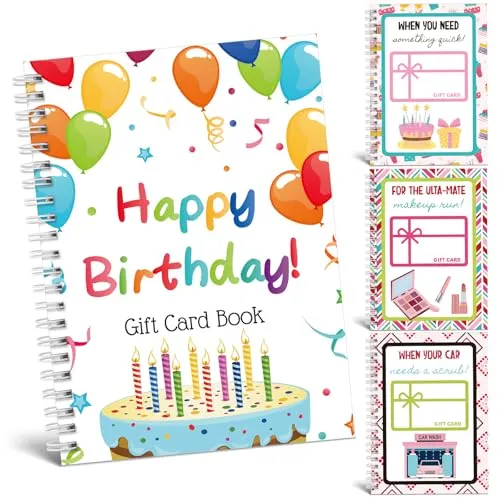 Happy
Birthday!
Gift Card Book
WHEN YOU NEED
something quick!
GIFT CARD
FOR THE ULTA-MATE
makeup run!
GIFT CARD
WHEN YOUR CAR
needs a scrub!
GIFT CARD
CAR WASH